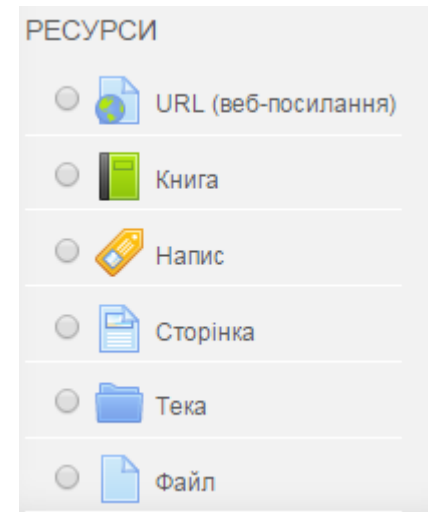 РЕСУРСИ
URL (веб-посилання)
Книга
Напис
Сторінка
Тека
Файл